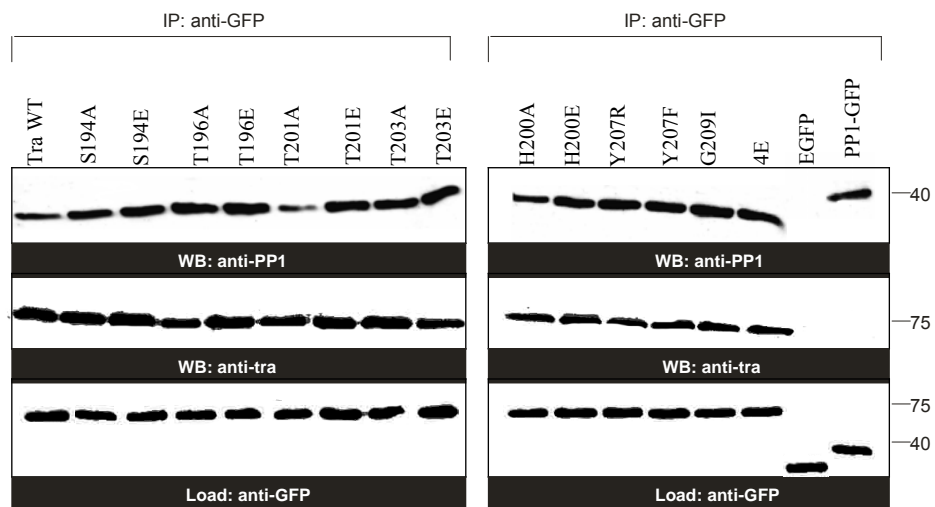 IP: anti-GFP
Tra WT
S194A
S194E
T196A
T196E
T201A
T201E
T203A
T203E
WB: anti-PP1
WB: anti-tra
Load: anti-GFP
IP: anti-GFP
H200A
H200E
Y207R
Y207F
G209I
4E
EGFP
PP1-GFP
40
WB: anti-PP1
75
WB: anti-tra
75
40
Load: anti-GFP